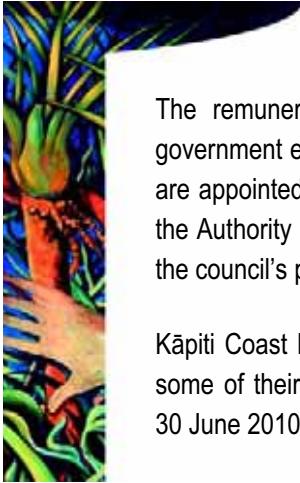 The remuner
government e
are appointed
the Authority
the council's p
Kāpiti Coast
some of their
30 June 2010